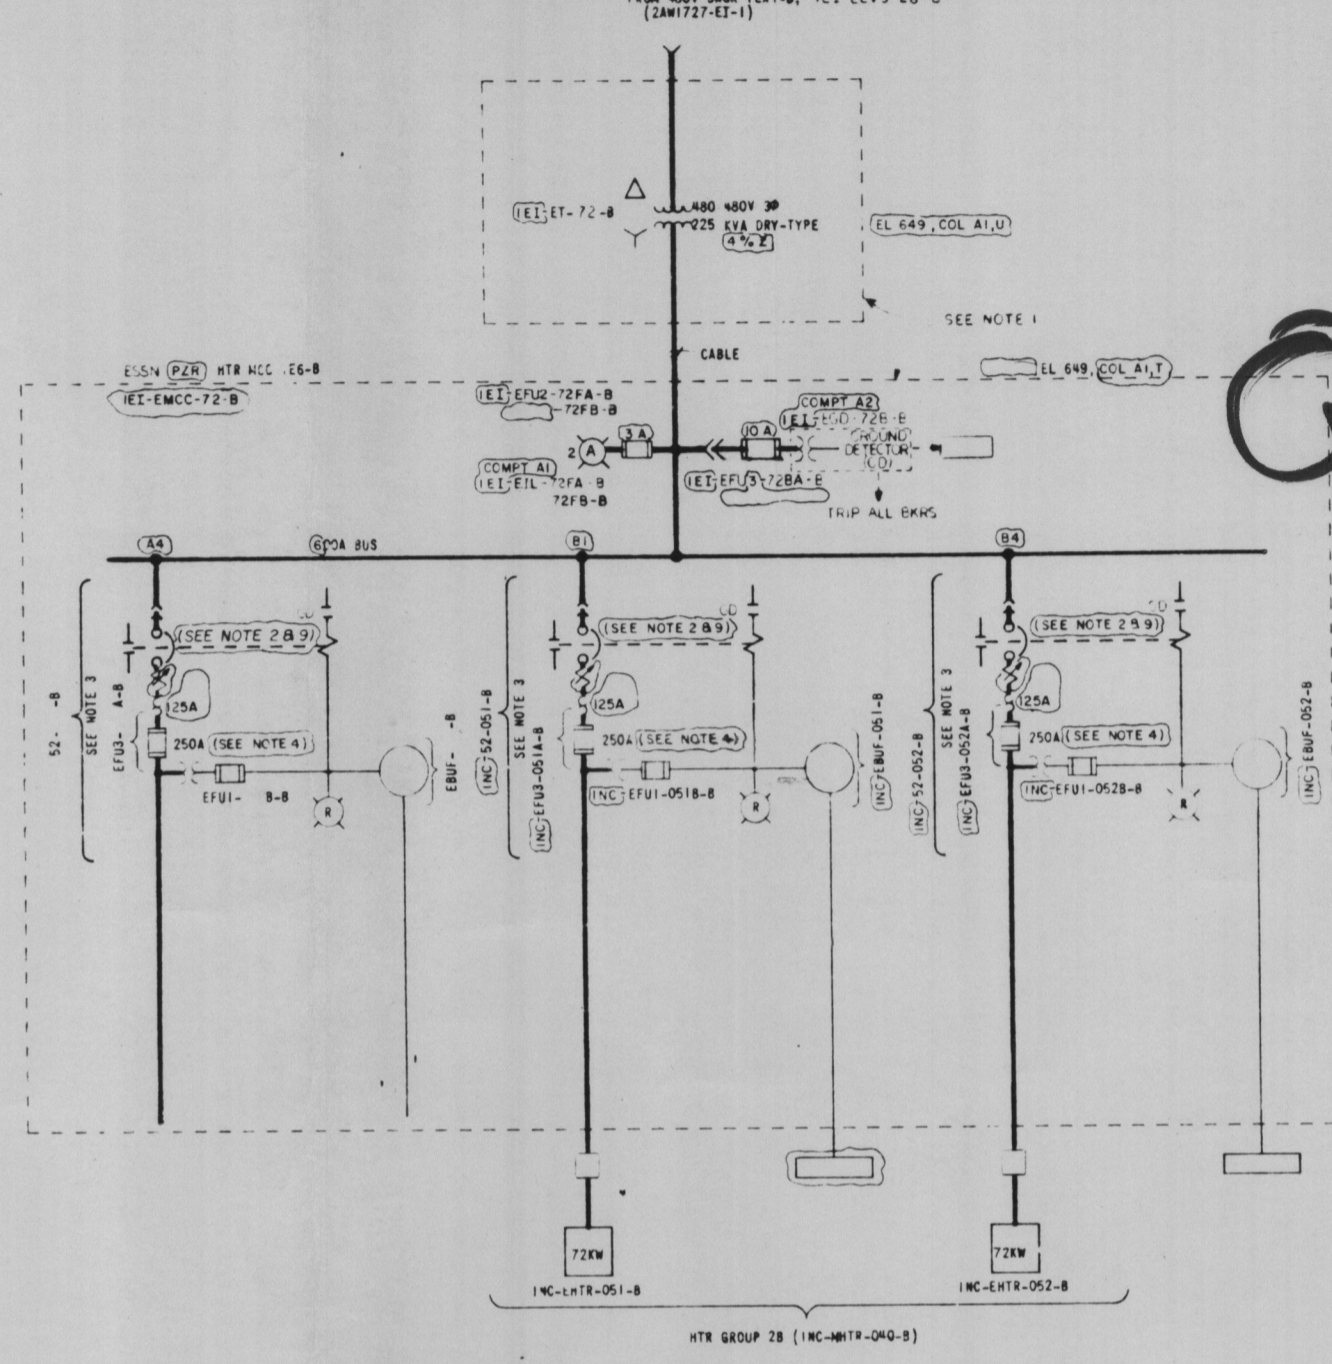 (2AW1727-EI-1)
1EI-ET-72-B
480 480V 3Ø
225 KVA DRY-TYPE
4% Z
EL 649, COL A1,U
SEE NOTE 1
CABLE
ESSN PZR HTR MCC 1E6-B
1EI-EMCC-72-B
EL 649, COL A1,T
1EI-EFU2-72FA-B
-72FB-B
COMPT A2
1EI-EGD-72B-B
3A
10A
2 A
GROUND
DETECTOR
(GD)
COMPT A1
1EI-EIL-72FA-B
72FB-B
1EI-EFU3-72BA-B
TRIP ALL BKRS
A4
600A BUS
B1
B4
GD
GD
GD
(SEE NOTE 2&9)
(SEE NOTE 2&9)
(SEE NOTE 2&9)
52- -B
SEE NOTE 3
EFU3- A-B
125A
250A (SEE NOTE 4)
EFU1- B-B
R
EBUF- -B
1NC-52-051-B
SEE NOTE 3
1NC-EFU3-051A-B
125A
250A (SEE NOTE 4)
1NC-EFU1-051B-B
R
1NC-EBUF-051-B
1NC-52-052-B
SEE NOTE 3
1NC-EFU3-052A-B
125A
250A (SEE NOTE 4)
1NC-EFU1-052B-B
R
1NC-EBUF-052-B
72KW
72KW
1NC-EHTR-051-B
1NC-EHTR-052-B
HTR GROUP 2B (1NC-MHTR-040-B)